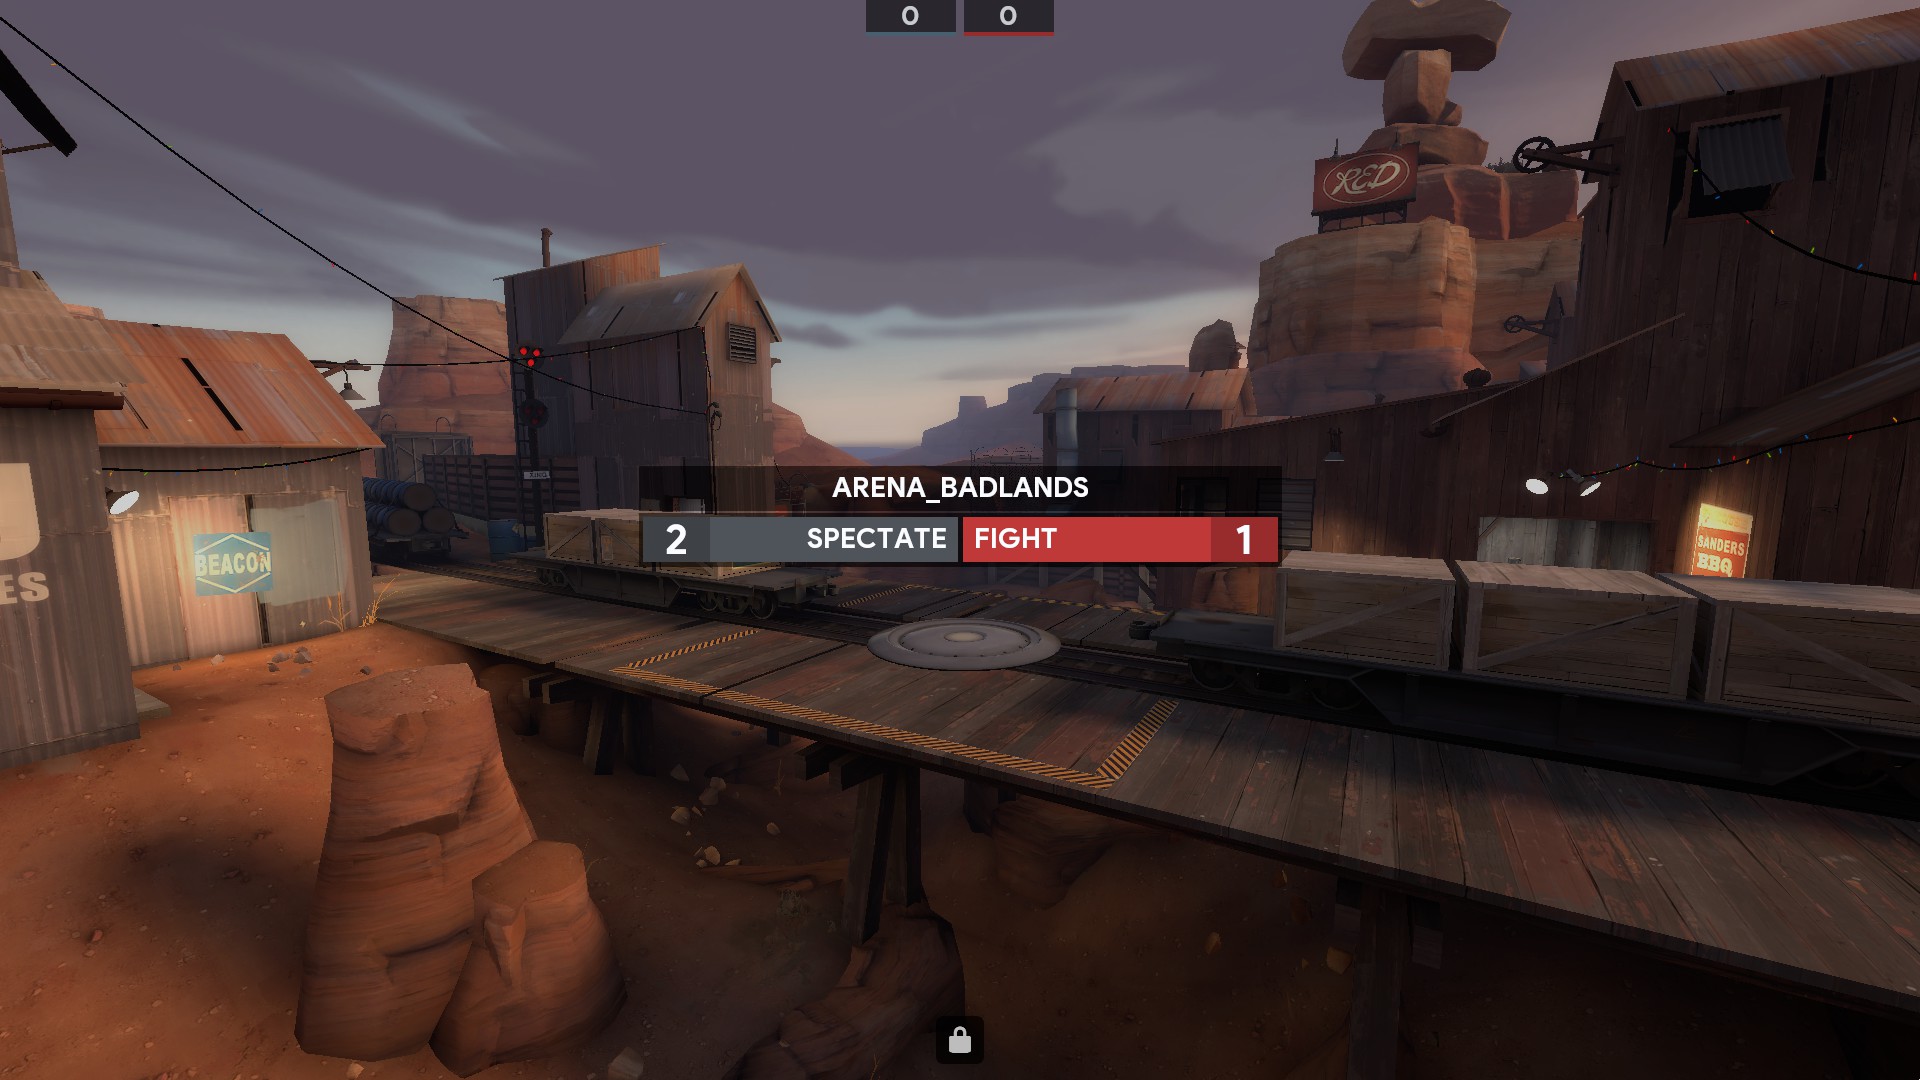 0 0
RED
ARENA_BADLANDS
2 SPECTATE FIGHT 1
SANDERS
BBQ
BEACON
ES